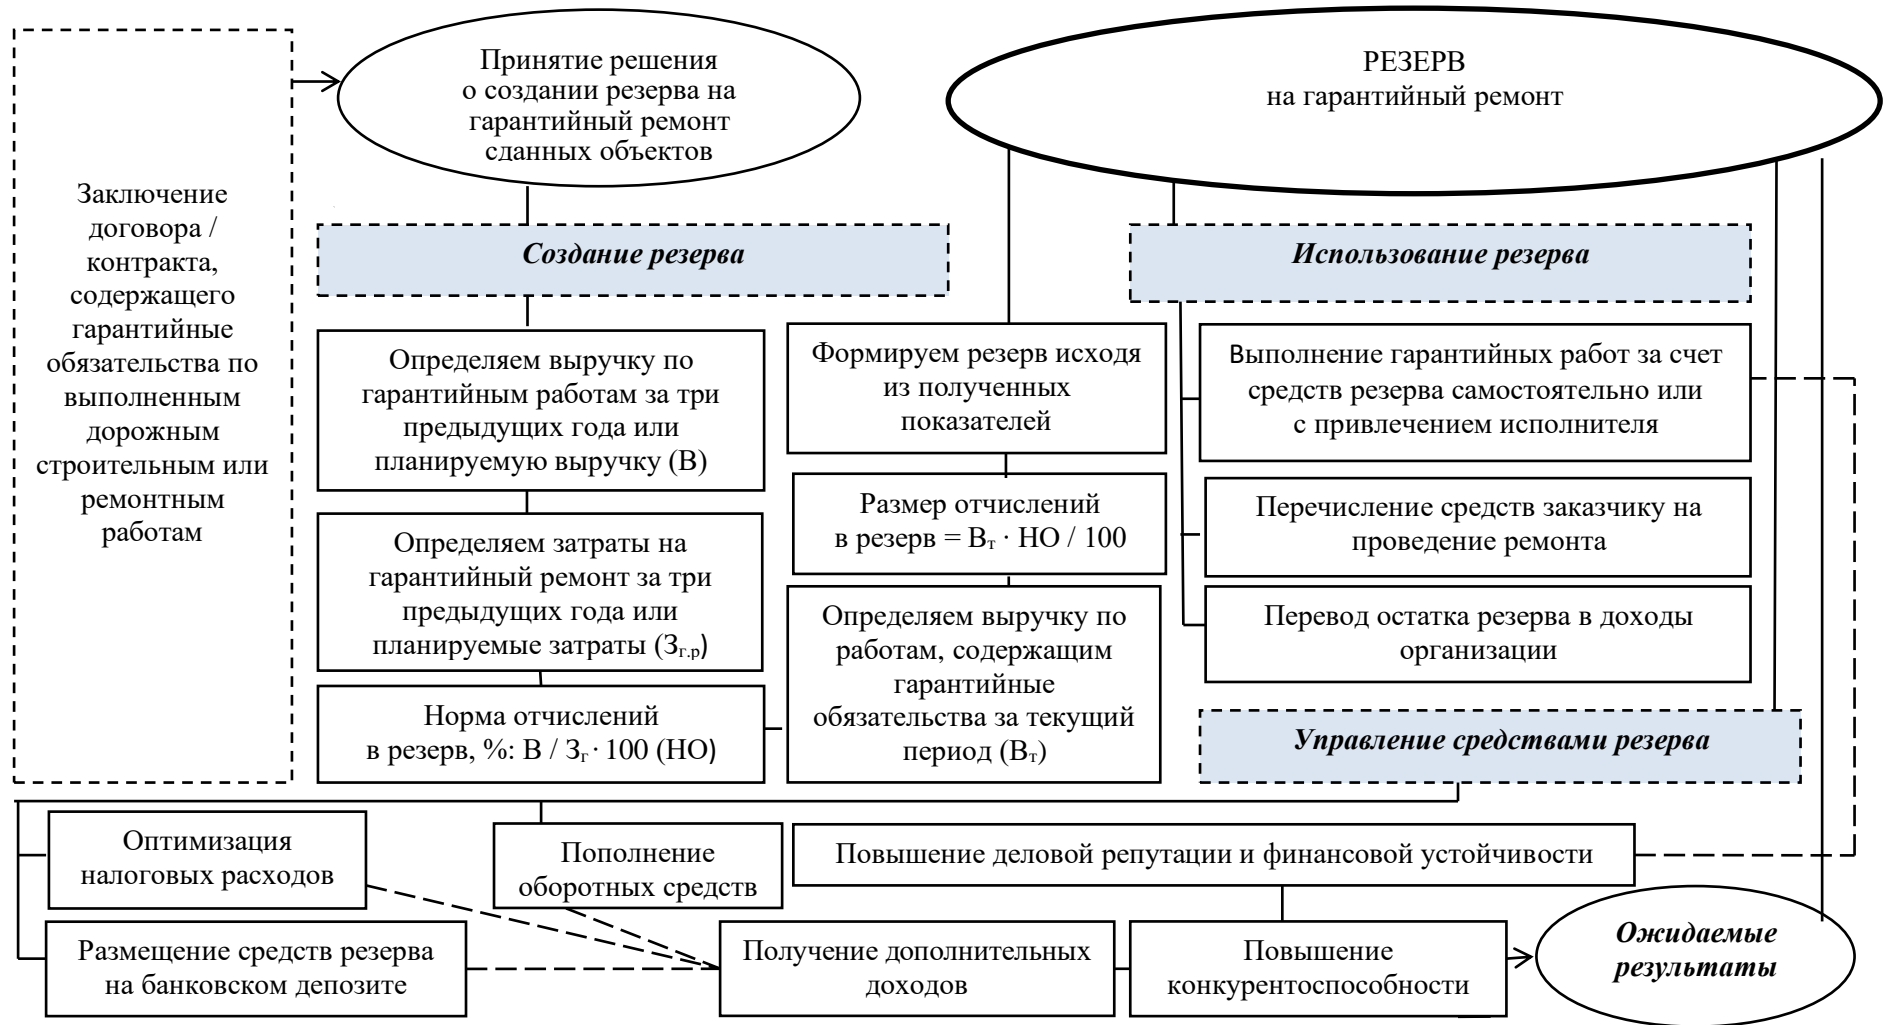 Заключение
договора /
контракта,
содержащего
гарантийные
обязательства по
выполненным
дорожным
строительным или
ремонтным
работам
Принятие решения
о создании резерва на
гарантийный ремонт
сданных объектов
РЕЗЕРВ
на гарантийный ремонт
Создание резерва
Определяем выручку по
гарантийным работам за три
предыдущих года или
планируемую выручку (В)
Определяем затраты на
гарантийный ремонт за три
предыдущих года или
планируемые затраты (Зг.р)
Норма отчислений
в резерв, %: В / Зг · 100 (НО)
Формируем резерв исходя
из полученных
показателей
Размер отчислений
в резерв = Вт · НО / 100
Определяем выручку по
работам, содержащим
гарантийные
обязательства за текущий
период (Вт)
Использование резерва
Выполнение гарантийных работ за счет
средств резерва самостоятельно или
с привлечением исполнителя
Перечисление средств заказчику на
проведение ремонта
Перевод остатка резерва в доходы
организации
Управление средствами резерва
Оптимизация
налоговых расходов
Пополнение
оборотных средств
Повышение деловой репутации и финансовой устойчивости
Размещение средств резерва
на банковском депозите
Получение дополнительных
доходов
Повышение
конкурентоспособности
Ожидаемые
результаты